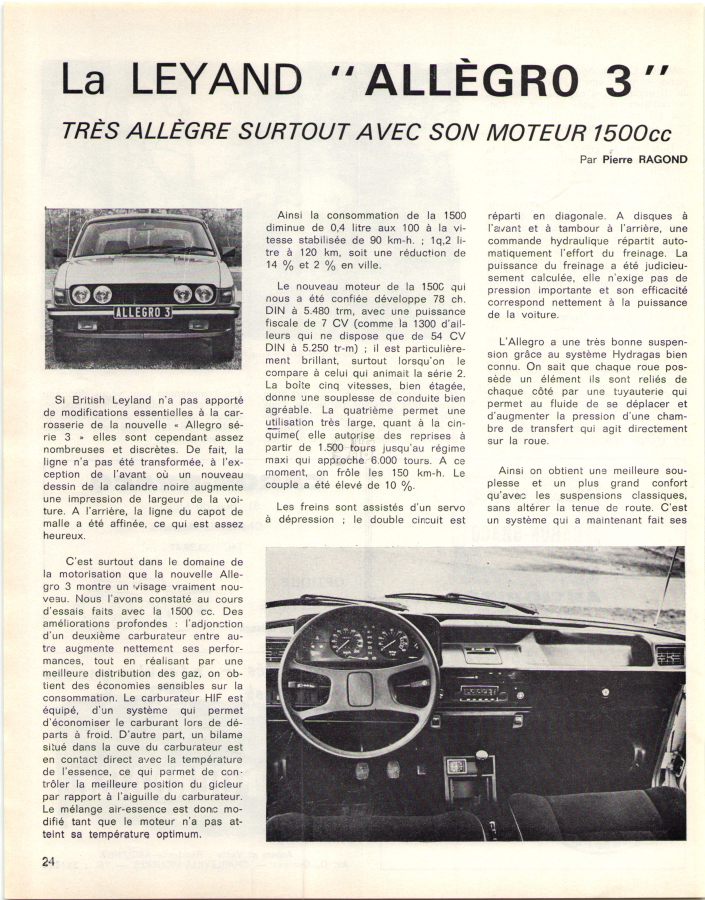 La LEYAND "ALLÈGRO 3"
TRÈS ALLÈGRE SURTOUT AVEC SON MOTEUR 1500cc
Par Pierre RAGOND
ALLEGRO 3
Si British Leyland n'a pas apporté
de modifications essentielles à la car-
rosserie de la nouvelle « Allegro sé-
rie 3 » elles sont cependant assez
nombreuses et discrètes. De fait, la
ligne n'a pas été transformée, à l'ex-
ception de l'avant où un nouveau
dessin de la calandre noire augmente
une impression de largeur de la voi-
ture. A l'arrière, la ligne du capot de
malle a été affinée, ce qui est assez
heureux.
C'est surtout dans le domaine de
la motorisation que la nouvelle Alle-
gro 3 montre un visage vraiment nou-
veau. Nous l'avons constaté au cours
d'essais faits avec la 1500 cc. Des
améliorations profondes : l'adjonction
d'un deuxième carburateur entre au-
tre augmente nettement ses perfor-
mances, tout en réalisant par une
meilleure distribution des gaz, on ob-
tient des économies sensibles sur la
consommation. Le carburateur HIF est
équipé, d'un système qui permet
d'économiser le carburant lors de dé-
parts à froid. D'autre part, un bilame
situé dans la cuve du carburateur est
en contact direct avec la température
de l'essence, ce qui permet de con-
trôler la meilleure position du gicleur
par rapport à l'aiguille du carburateur.
Le mélange air-essence est donc mo-
difié tant que le moteur n'a pas at-
teint sa température optimum.
Ainsi la consommation de la 1500
diminue de 0,4 litre aux 100 à la vi-
tesse stabilisée de 90 km-h. ; 1q,2 li-
tre à 120 km, soit une réduction de
14 % et 2 % en ville.
Le nouveau moteur de la 1500 qui
nous a été confiée développe 78 ch.
DIN à 5.480 trm, avec une puissance
fiscale de 7 CV (comme la 1300 d'ail-
leurs qui ne dispose que de 54 CV
DIN à 5.250 tr-m) ; il est particulière-
ment brillant, surtout lorsqu'on le
compare à celui qui animait la série 2.
La boîte cinq vitesses, bien étagée,
donne une souplesse de conduite bien
agréable. La quatrième permet une
utilisation très large, quant à la cin-
quime( elle autorise des reprises à
partir de 1.500 tours jusqu'au régime
maxi qui approche 6.000 tours. A ce
moment, on frôle les 150 km-h. Le
couple a été élevé de 10 %.
Les freins sont assistés d'un servo
à dépression ; le double circuit est
réparti en diagonale. A disques à
l'avant et à tambour à l'arrière, une
commande hydraulique répartit auto-
matiquement l'effort du freinage. La
puissance du freinage a été judicieu-
sement calculée, elle n'exige pas de
pression importante et son efficacité
correspond nettement à la puissance
de la voiture.
L'Allegro a une très bonne suspen-
sion grâce au système Hydragas bien
connu. On sait que chaque roue pos-
sède un élément ils sont reliés de
chaque côté par une tuyauterie qui
permet au fluide de se déplacer et
d'augmenter la pression d'une cham-
bre de transfert qui agit directement
sur la roue.
Ainsi on obtient une meilleure sou-
plesse et un plus grand confort
qu'avec les suspensions classiques,
sans altérer la tenue de route. C'est
un système qui a maintenant fait ses
24